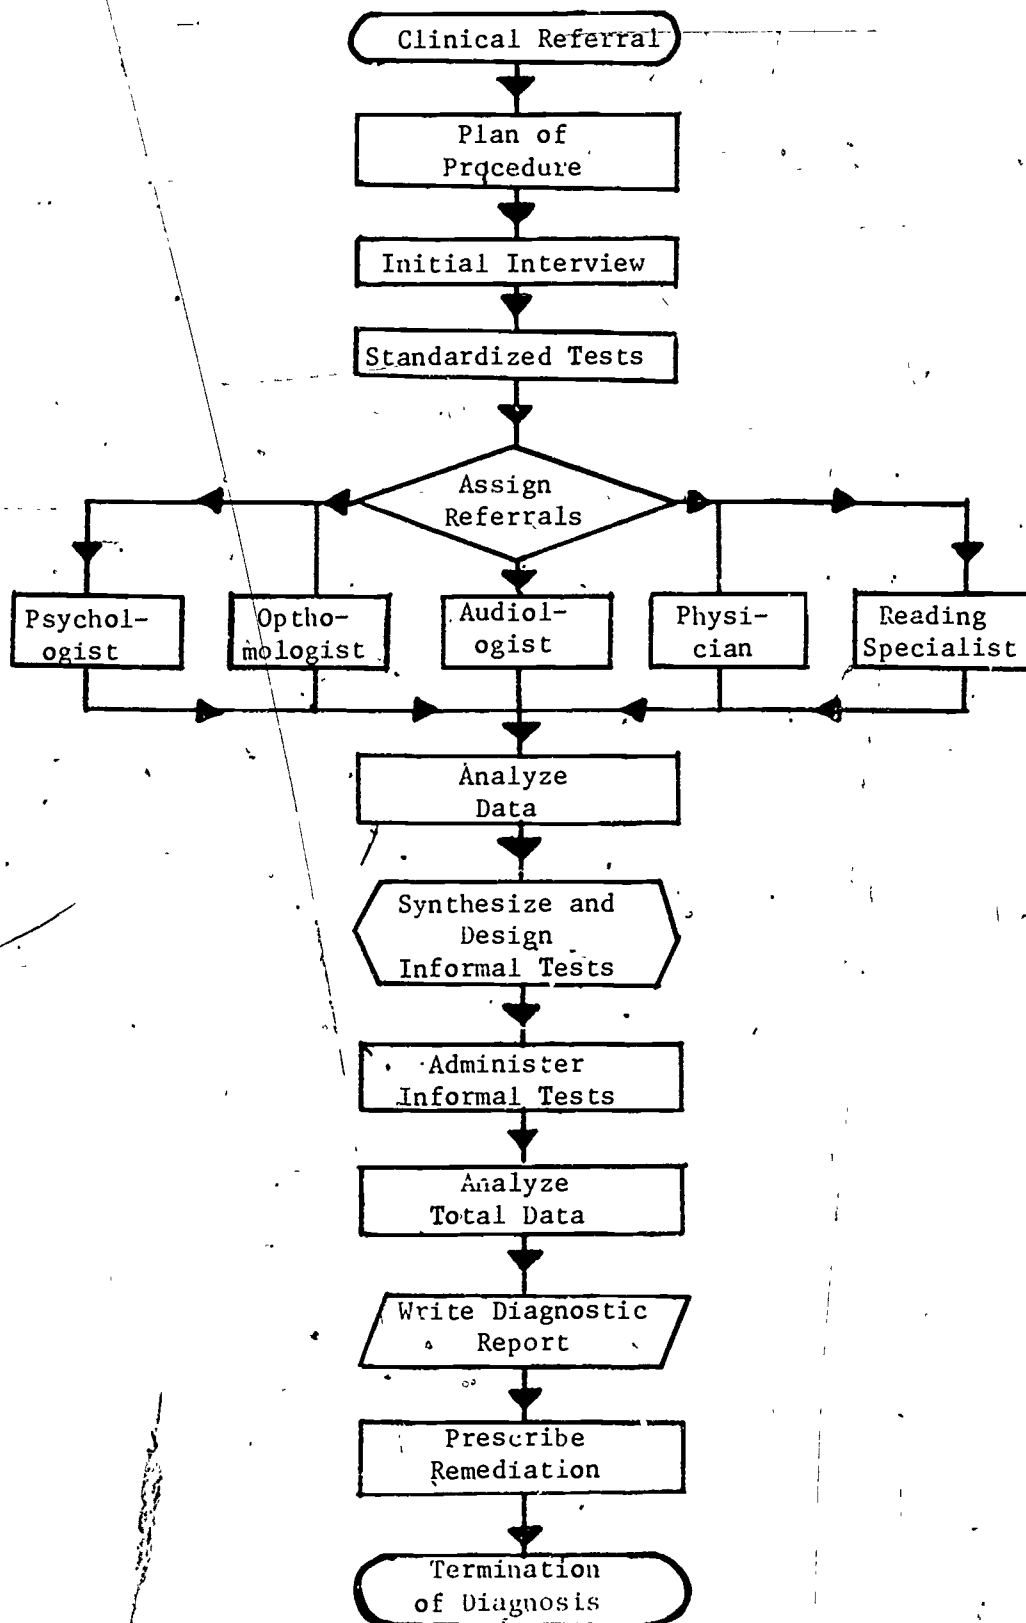 Clinical Referral
Plan of
Procedure
Initial Interview
Standardized Tests
Assign
Referrals
Psychol-
ogist
Optho-
mologist
Audiol-
ogist
Physi-
cian
Reading
Specialist
Analyze
Data
Synthesize and
Design
Informal Tests
Administer
Informal Tests
Analyze
Total Data
Write Diagnostic
Report
Prescribe
Remediation
Termination
of Diagnosis